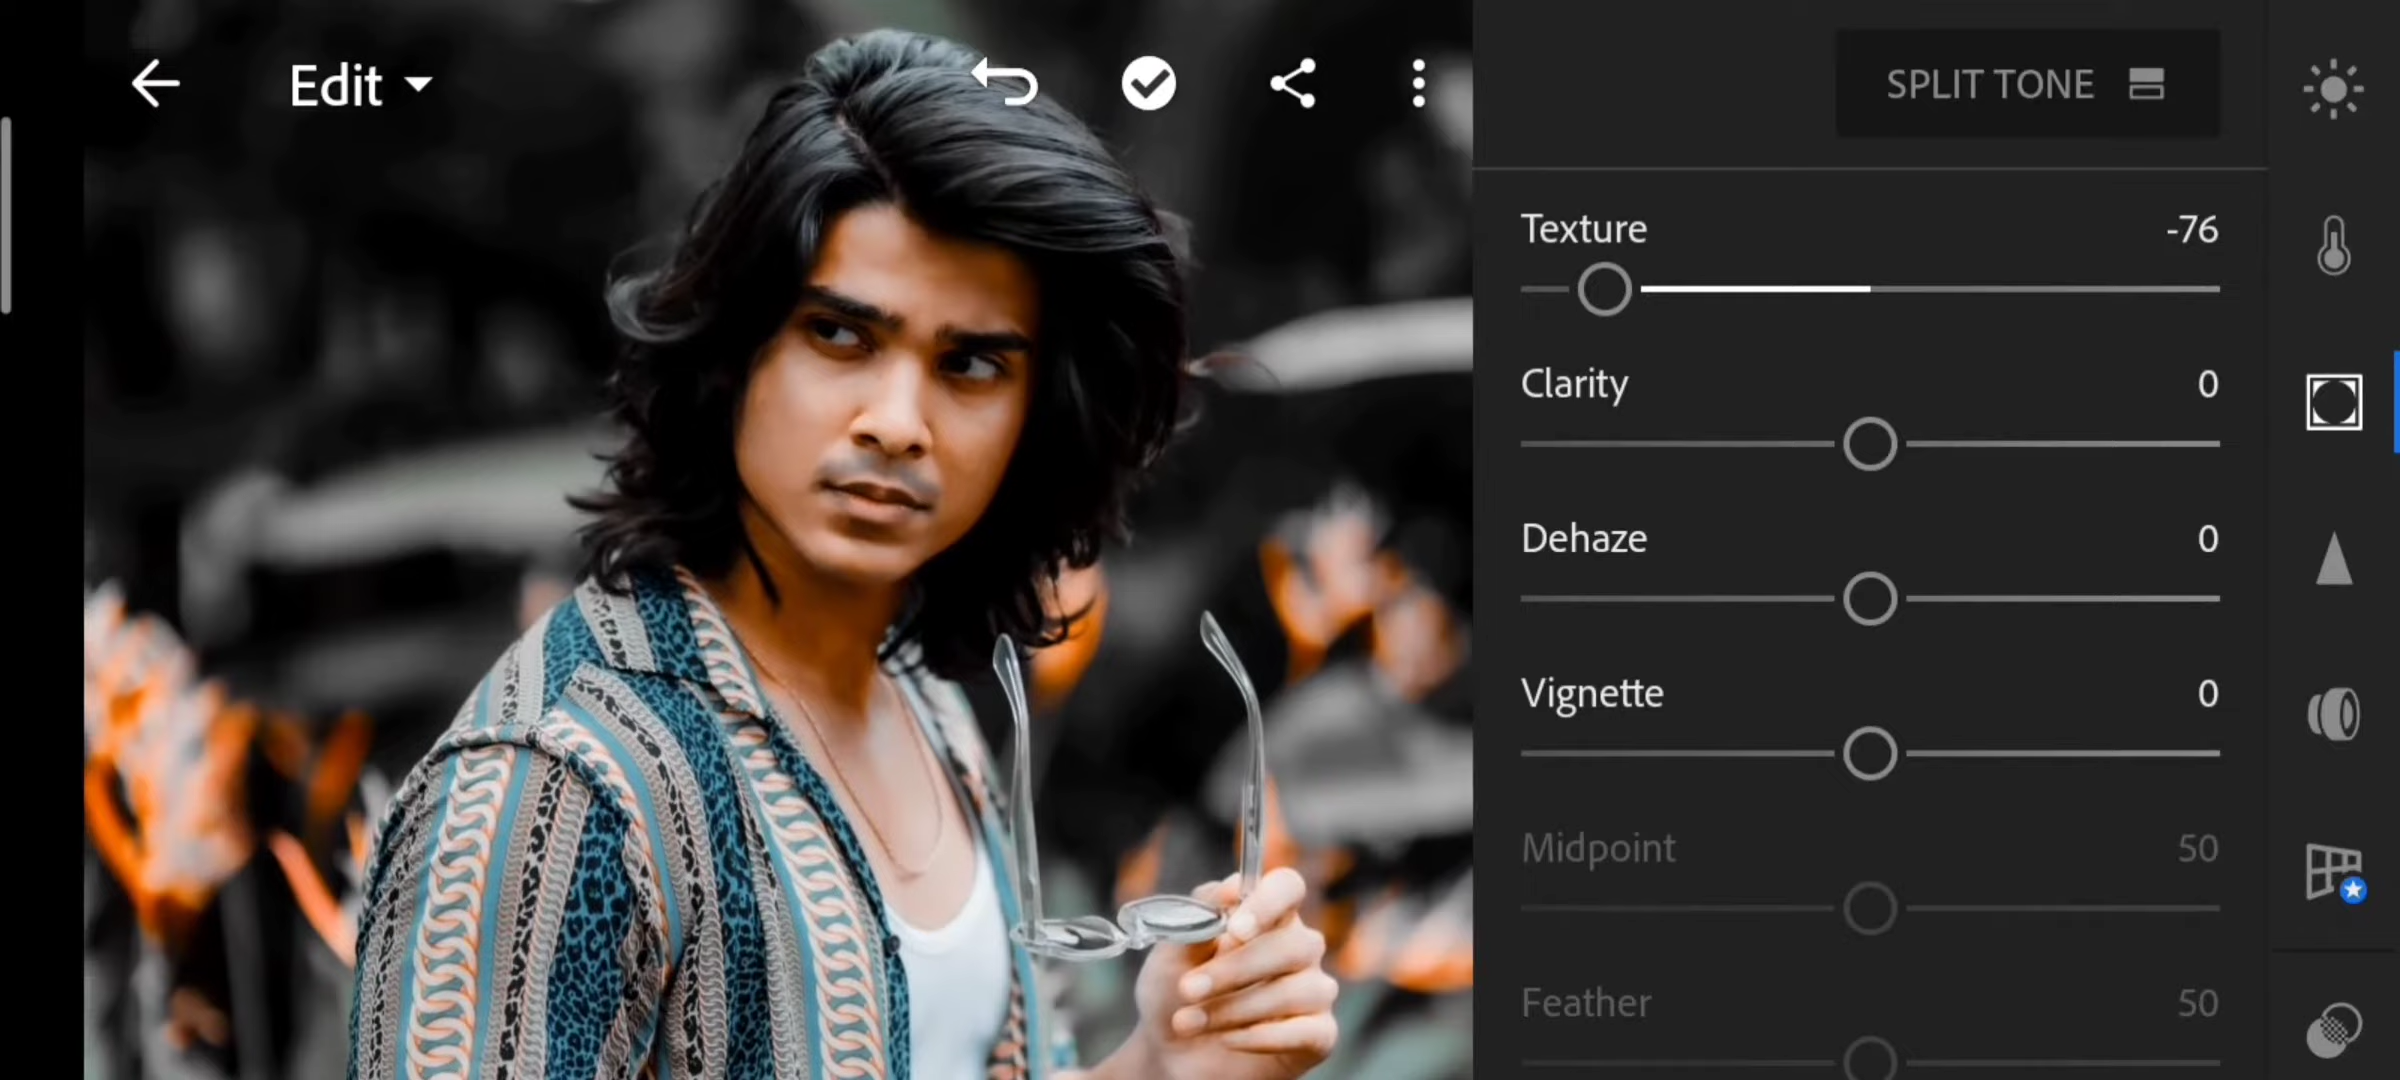 Edit
SPLIT TONE
Texture -76
Clarity 0
Dehaze 0
Vignette 0
Midpoint 50
Feather 50